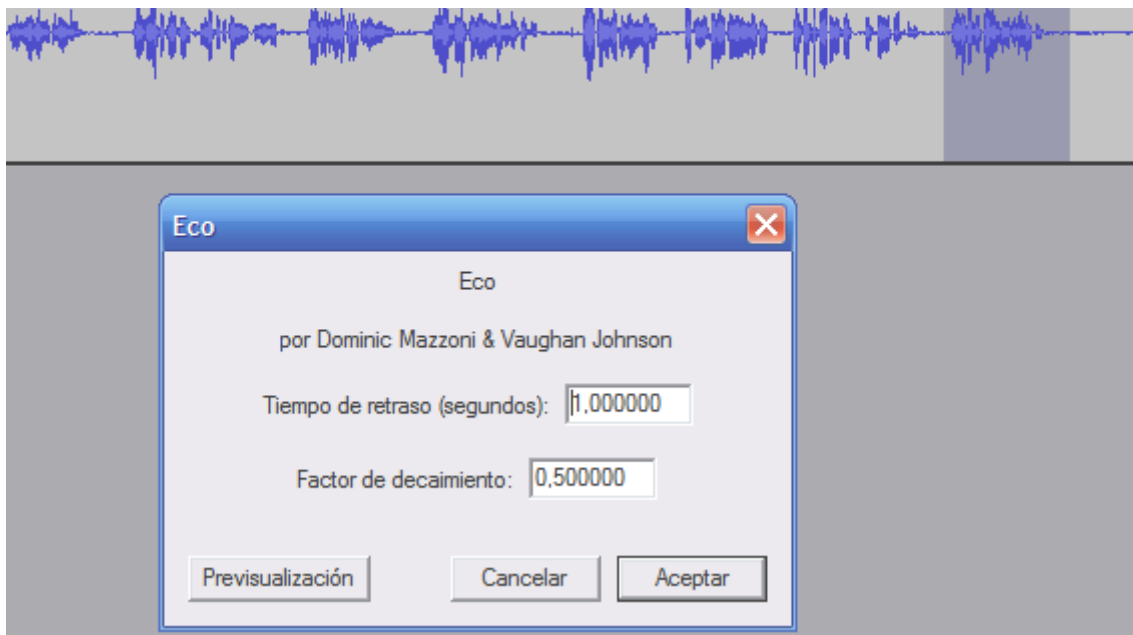 Eco
Eco
por Dominic Mazzoni & Vaughan Johnson
Tiempo de retraso (segundos): 1,000000
Factor de decaimiento: 0,500000
Previsualización Cancelar Aceptar